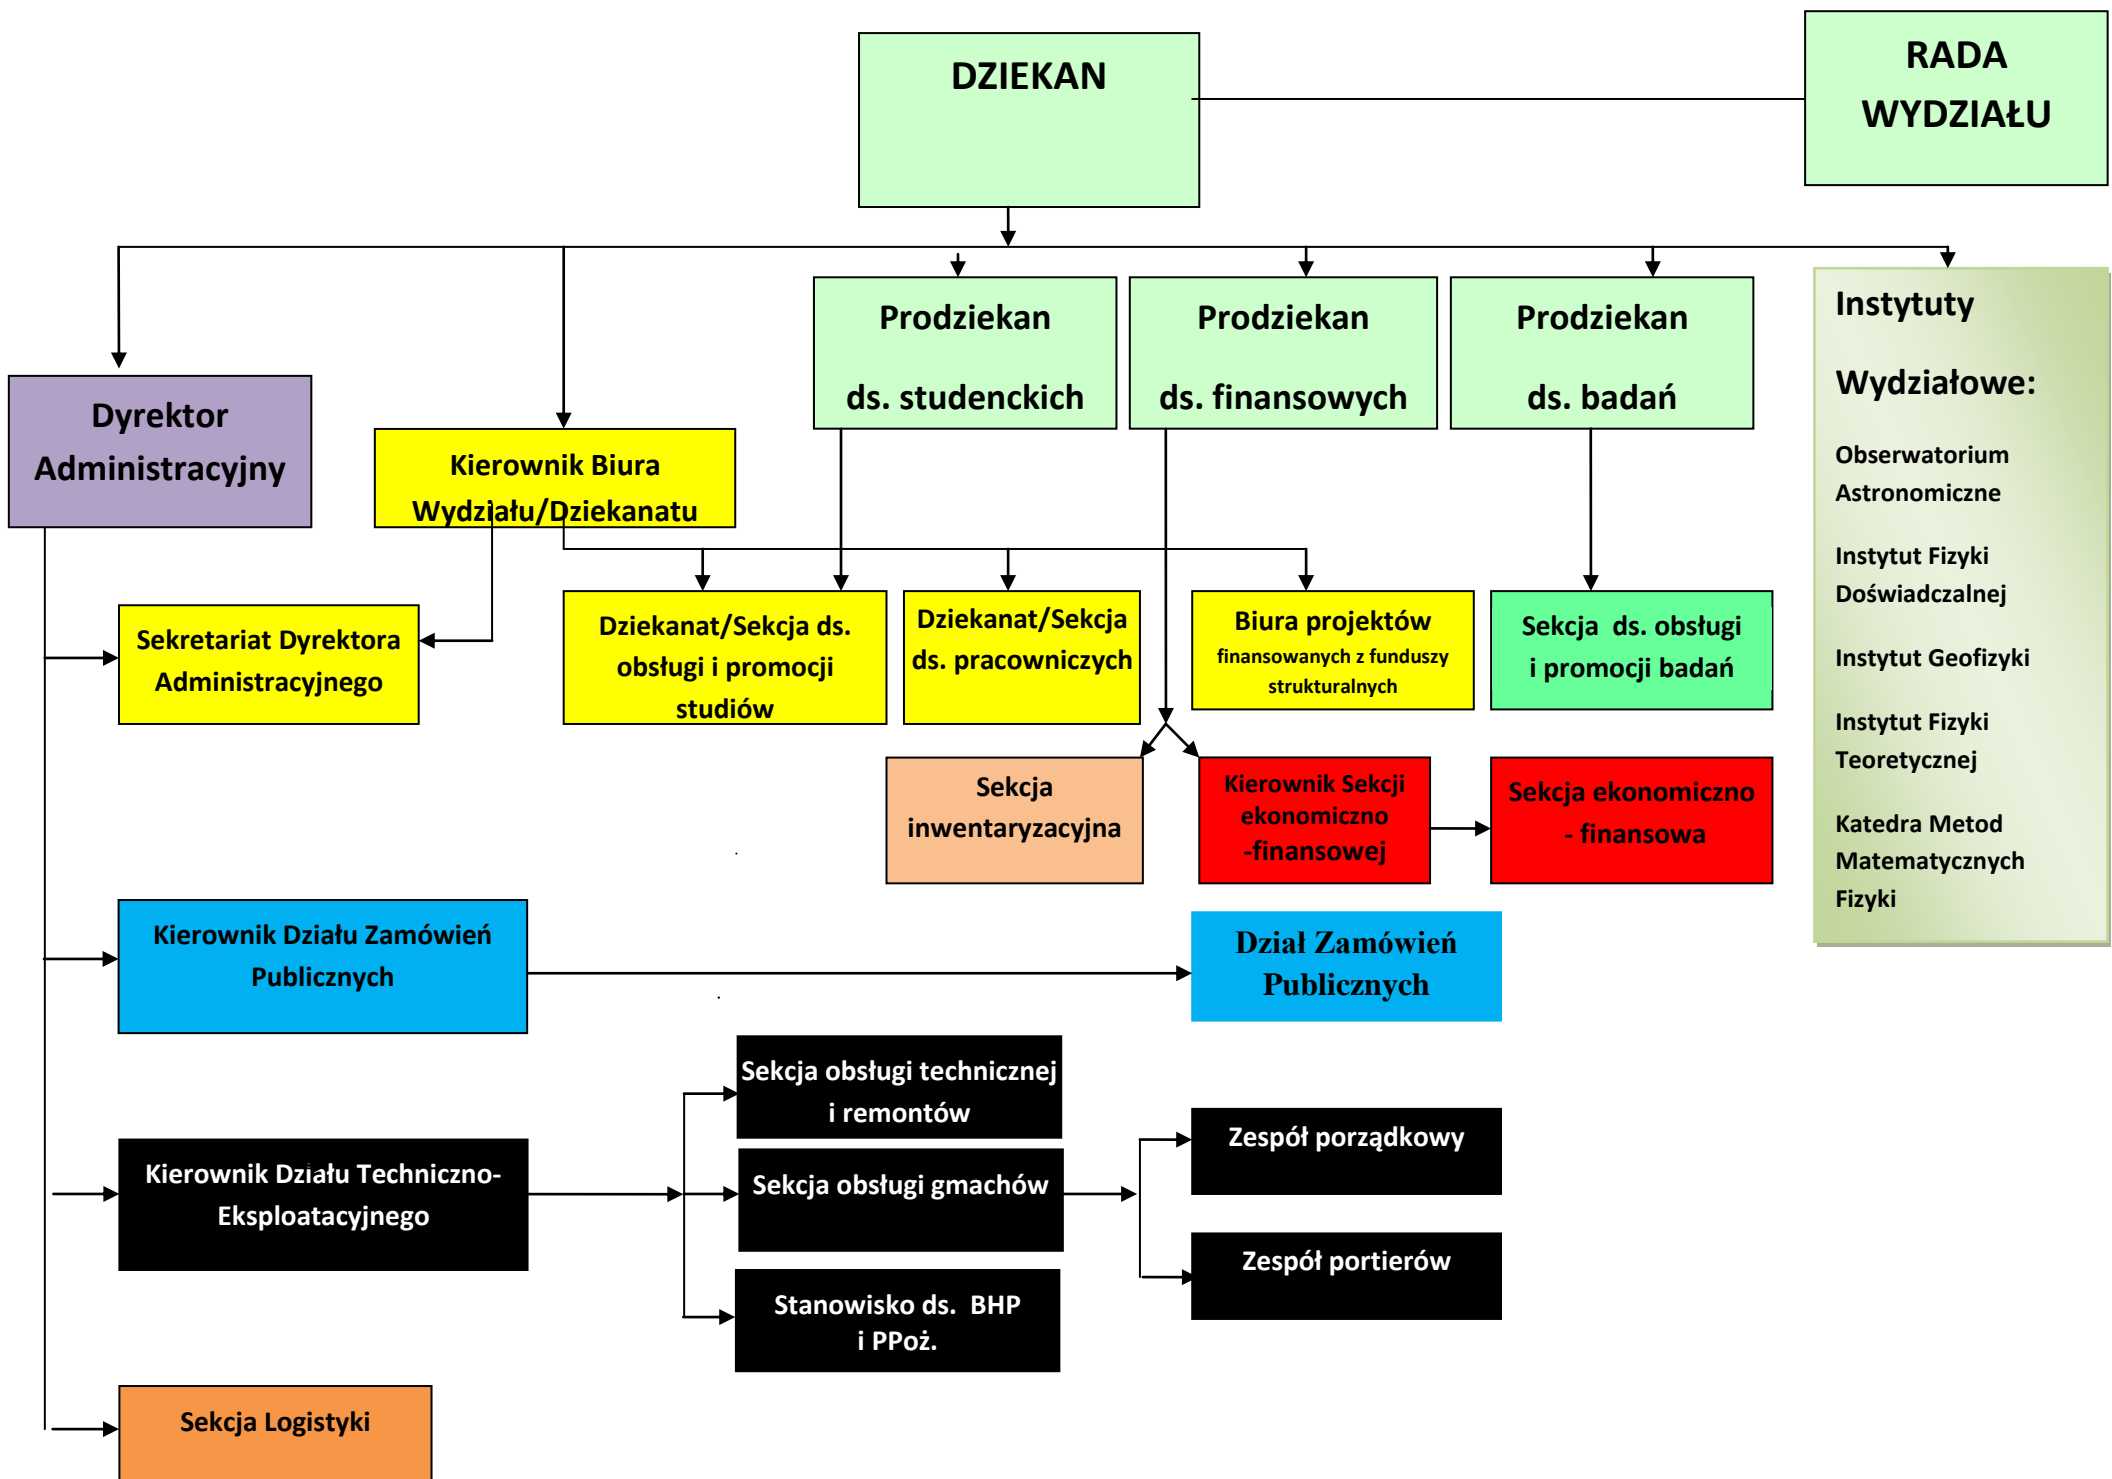 DZIEKAN
RADA
WYDZIAŁU
Prodziekan
ds. studenckich
Prodziekan
ds. finansowych
Prodziekan
ds. badań
Instytuty
Wydziałowe:
Obserwatorium
Astronomiczne
Instytut Fizyki
Doświadczalnej
Instytut Geofizyki
Instytut Fizyki
Teoretycznej
Katedra Metod
Matematycznych
Fizyki
Dyrektor
Administracyjny
Kierownik Biura
Wydziału/Dziekanatu
Sekretariat Dyrektora
Administracyjnego
Dziekanat/Sekcja ds.
obsługi i promocji
studiów
Dziekanat/Sekcja
ds. pracowniczych
Biura projektów
finansowanych z funduszy
strukturalnych
Sekcja ds. obsługi
i promocji badań
Sekcja
inwentaryzacyjna
Kierownik Sekcji
ekonomiczno
-finansowej
Sekcja ekonomiczno
- finansowa
Kierownik Działu Zamówień
Publicznych
Dział Zamówień
Publicznych
Sekcja obsługi technicznej
i remontów
Kierownik Działu Techniczno-
Eksploatacyjnego
Sekcja obsługi gmachów
Zespół porządkowy
Zespół portierów
Stanowisko ds. BHP
i PPoż.
Sekcja Logistyki